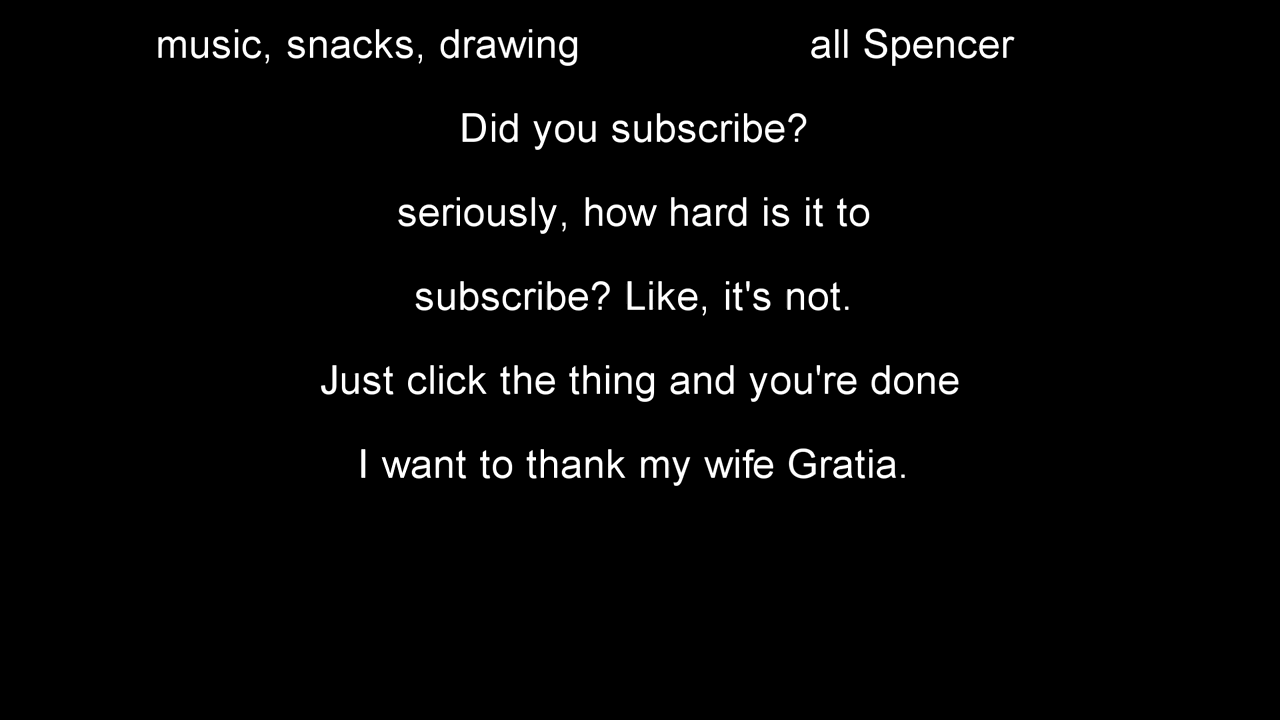 music, snacks, drawing all Spencer
Did you subscribe?
seriously, how hard is it to
subscribe? Like, it's not.
Just click the thing and you're done
I want to thank my wife Gratia.